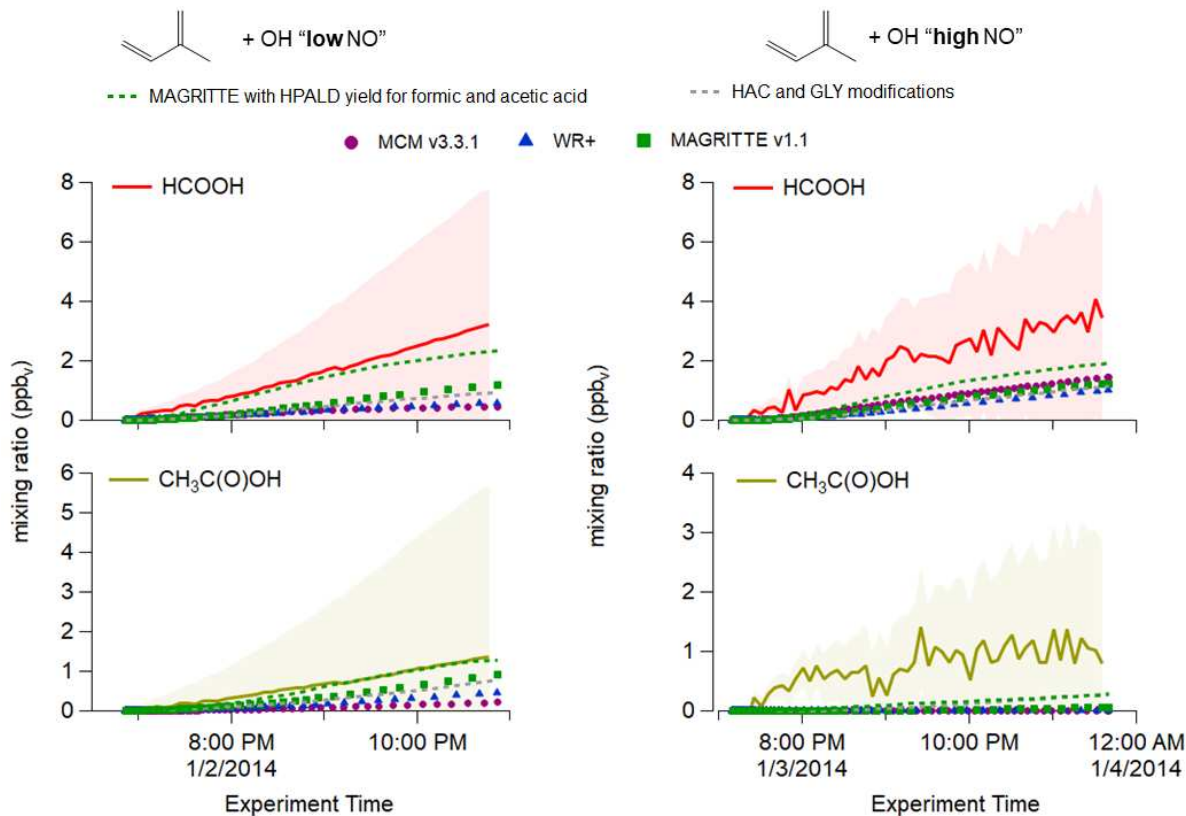 + OH “low NO”
+ OH “high NO”
MAGRITTE with HPALD yield for formic and acetic acid
HAC and GLY modifications
MCM v3.3.1
WR+
MAGRITTE v1.1
HCOOH
8
6
4
2
0
HCOOH
8
6
4
2
0
mixing ratio (ppbv)
mixing ratio (ppbv)
CH3C(O)OH
6
5
4
3
2
1
0
CH3C(O)OH
4
3
2
1
0
8:00 PM
1/2/2014
10:00 PM
Experiment Time
8:00 PM
1/3/2014
10:00 PM
12:00 AM
1/4/2014
Experiment Time